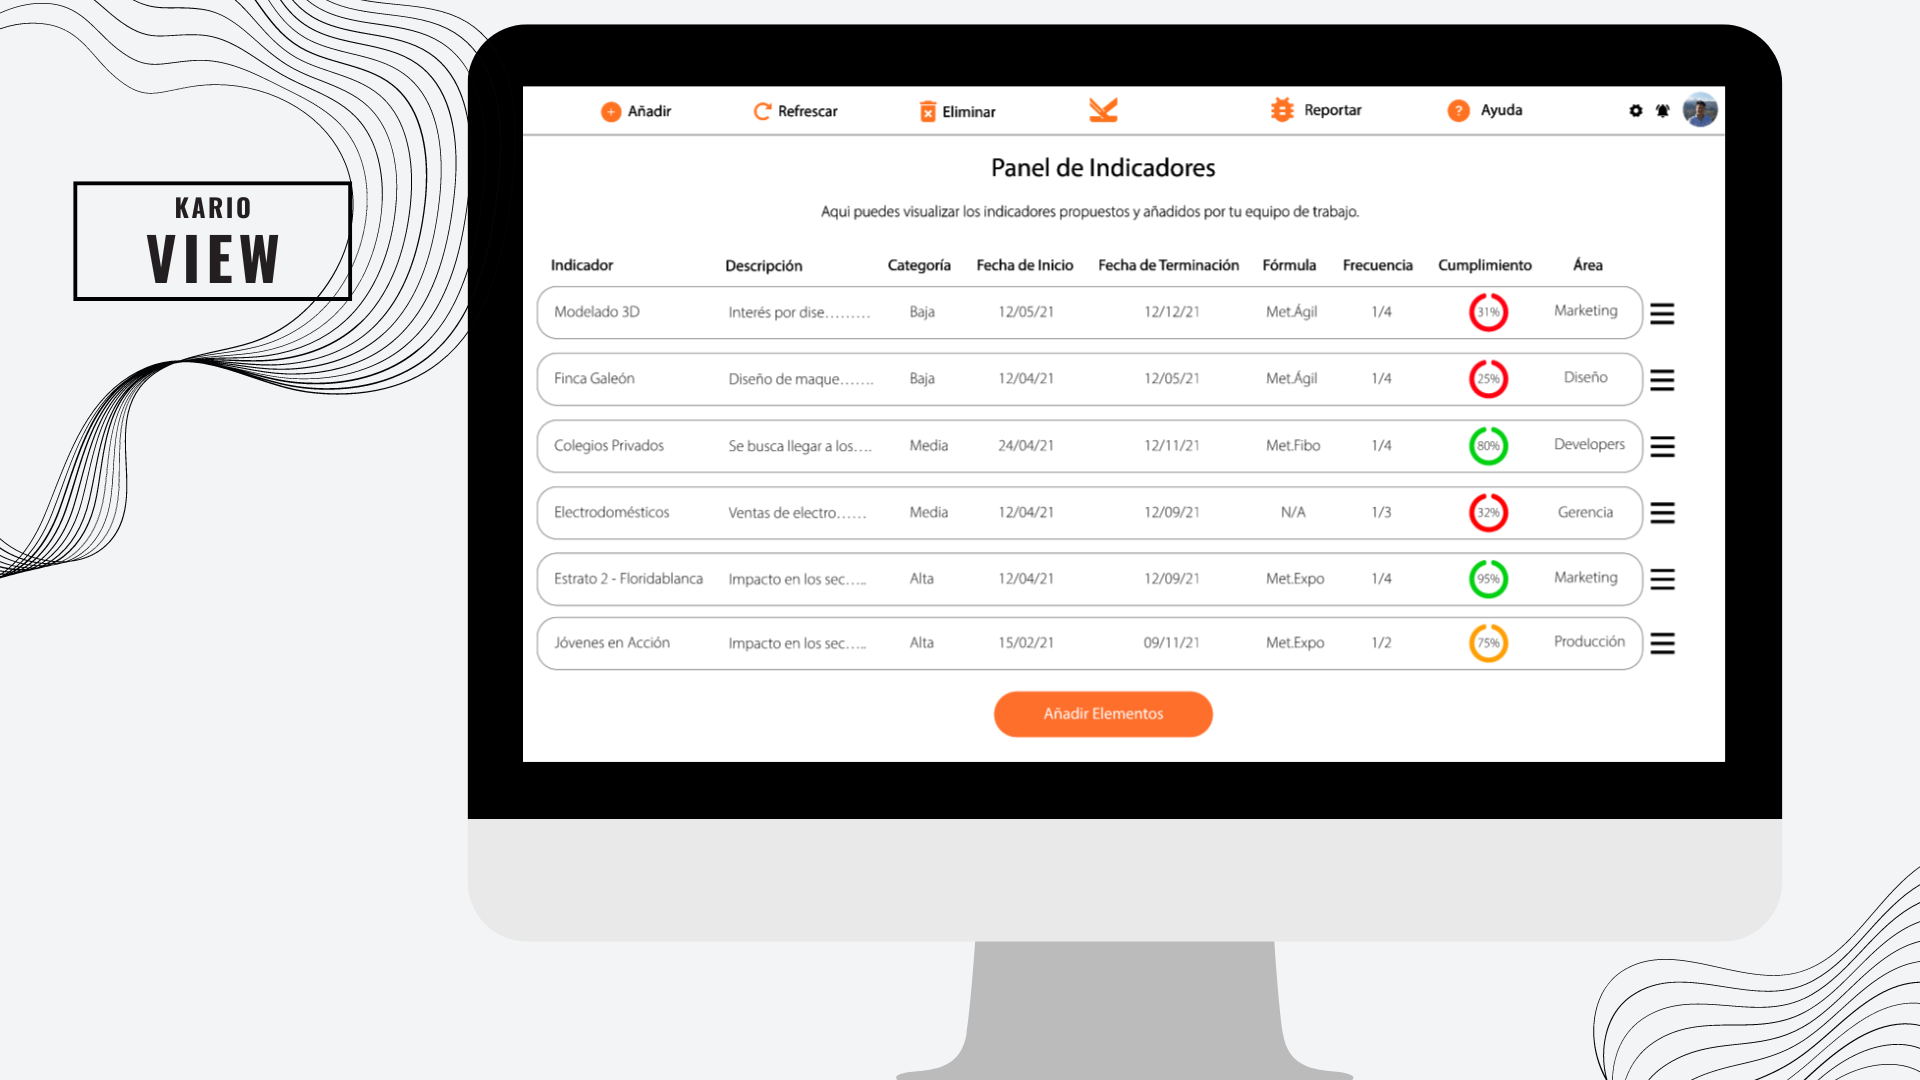 KARIO
VIEW
Añadir Refrescar Eliminar Reportar ? Ayuda
Panel de Indicadores
Aqui puedes visualizar los indicadores propuestos y añadidos por tu equipo de trabajo.
Indicador Descripción Categoría Fecha de Inicio Fecha de Terminación Fórmula Frecuencia Cumplimiento Área
Modelado 3D Interés por dise......... Baja 12/05/21 12/12/21 Met.Ágil 1/4 31% Marketing
Finca Galeón Diseño de maque....... Baja 12/04/21 12/05/21 Met.Ágil 1/4 25% Diseño
Colegios Privados Se busca llegar a los.... Media 24/04/21 12/11/21 Met.Fibo 1/4 80% Developers
Electrodomésticos Ventas de electro...... Media 12/04/21 12/09/21 N/A 1/3 32% Gerencia
Estrato 2 - Floridablanca Impacto en los sec..... Alta 12/04/21 12/09/21 Met.Expo 1/4 95% Marketing
Jóvenes en Acción Impacto en los sec..... Alta 15/02/21 09/11/21 Met.Expo 1/2 75% Producción
Añadir Elementos